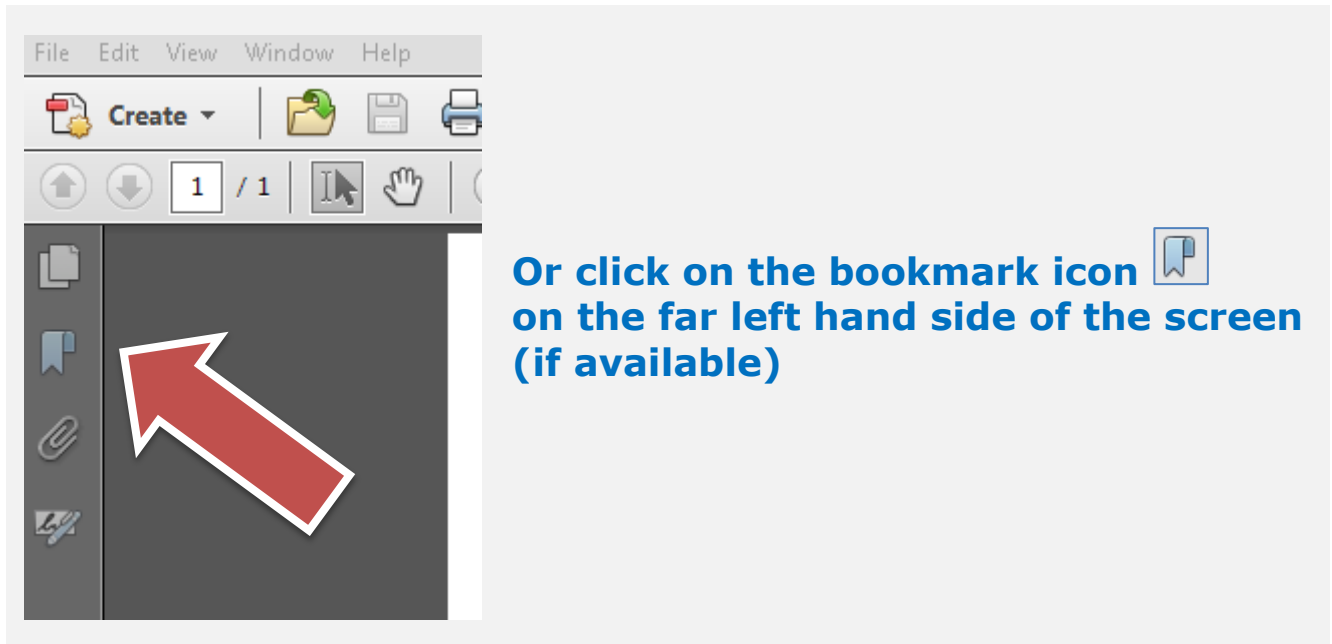 File Edit View Window Help
Create
1 / 1
Or click on the bookmark icon
on the far left hand side of the screen
(if available)